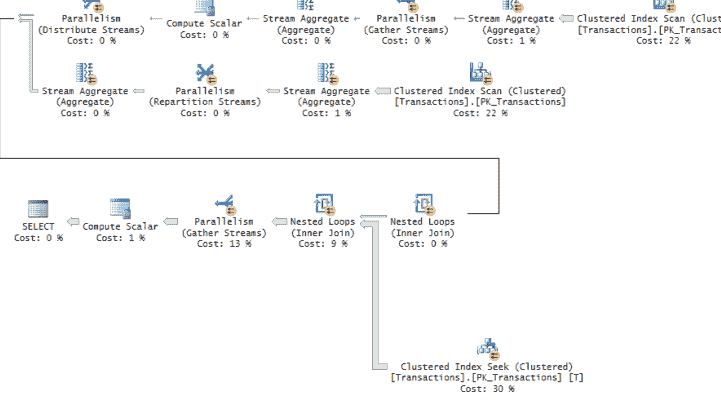 Parallelism
(Distribute Streams)
Cost: 0 %
Compute Scalar
Cost: 0 %
Stream Aggregate
(Aggregate)
Cost: 0 %
Parallelism
(Gather Streams)
Cost: 0 %
Stream Aggregate
(Aggregate)
Cost: 1 %
Clustered Index Scan (Clust
[Transactions].[PK_Transact
Cost: 22 %
Stream Aggregate
(Aggregate)
Cost: 0 %
Parallelism
(Repartition Streams)
Cost: 0 %
Stream Aggregate
(Aggregate)
Cost: 1 %
Clustered Index Scan (Clustered)
[Transactions].[PK_Transactions]
Cost: 22 %
SELECT
Cost: 0 %
Compute Scalar
Cost: 1 %
Parallelism
(Gather Streams)
Cost: 13 %
Nested Loops
(Inner Join)
Cost: 9 %
Nested Loops
(Inner Join)
Cost: 0 %
Clustered Index Seek (Clustered)
[Transactions].[PK_Transactions] [T]
Cost: 30 %